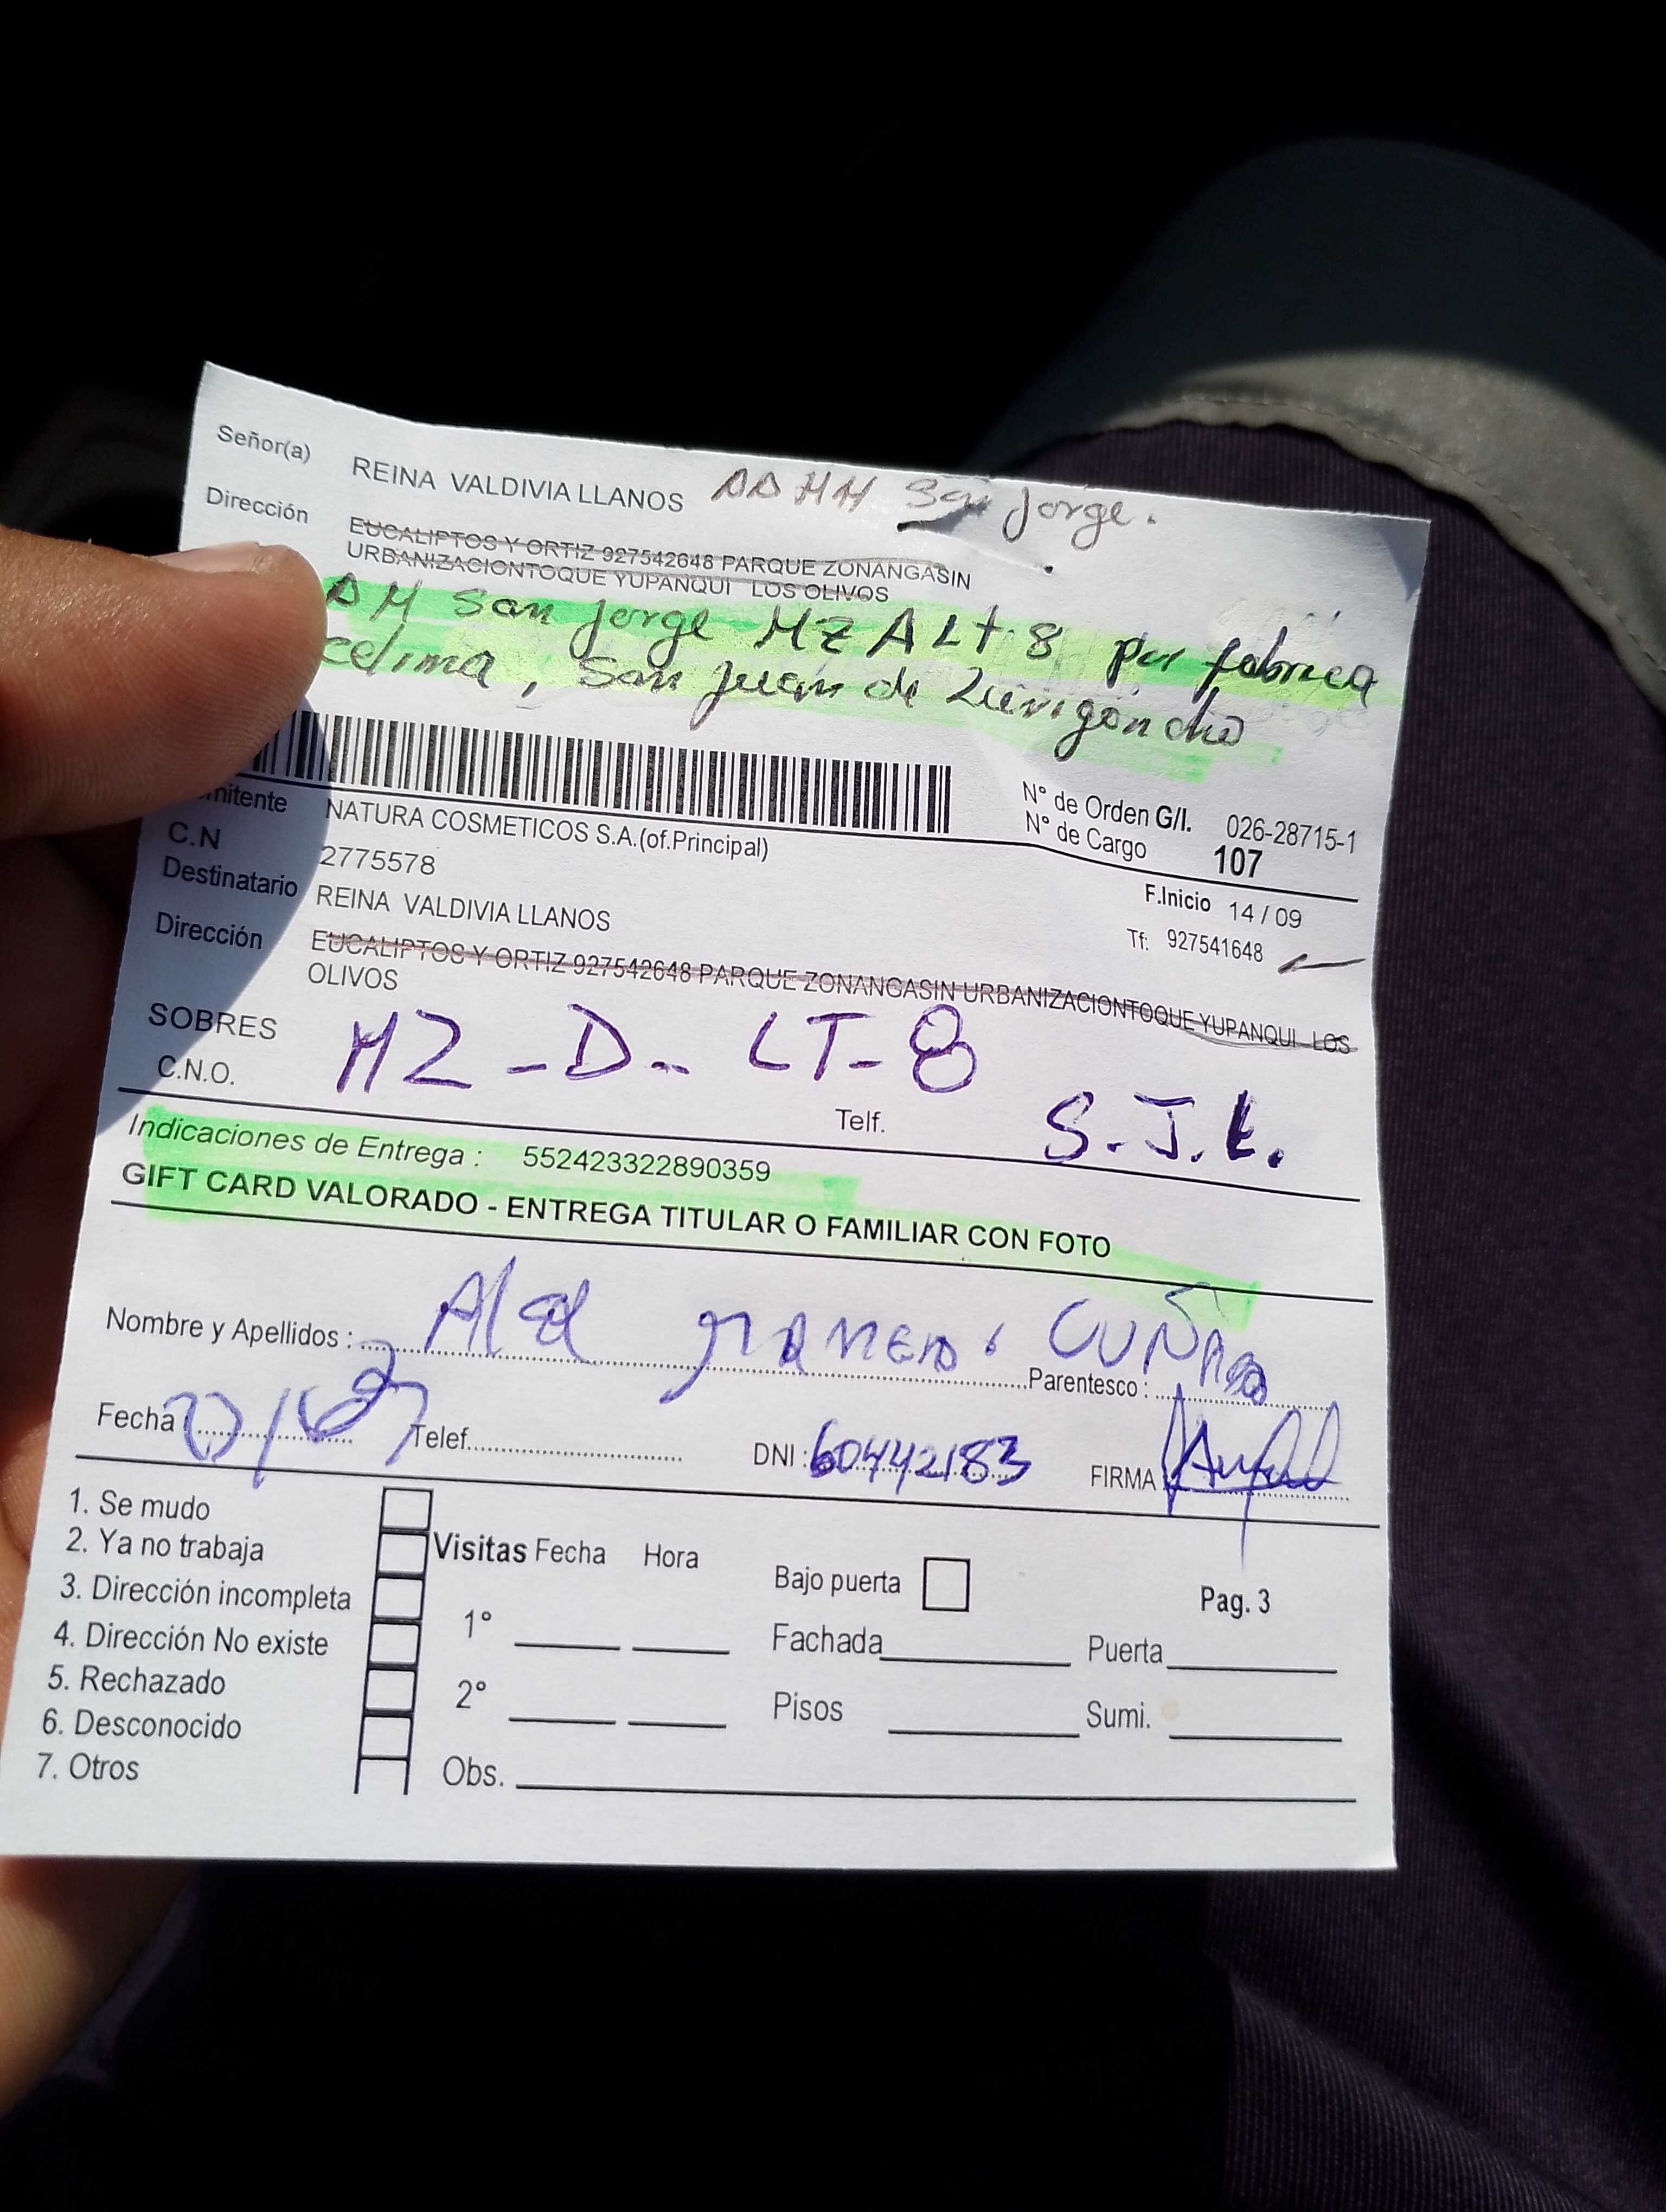 Señor(a) REINA VALDIVIA LLANOS AAHH San Jorge.
Dirección EUCALIPTOS Y ORTIZ 927542648 PARQUE ZONANGASIN
URBANIZACIONTOQUE YUPANQUI LOS OLIVOS
AH San Jorge MZ A Lt 8 por fabrica
celima, San Juan de Lurigancho
mitente NATURA COSMETICOS S.A.(of.Principal)
N° de Orden G/I. 026-28715-1
C.N 2775578
N° de Cargo 107
Destinatario REINA VALDIVIA LLANOS
F.Inicio 14 / 09
Tf: 927541648
Dirección EUCALIPTOS Y ORTIZ 927542648 PARQUE ZONANGASIN URBANIZACIONTOQUE YUPANQUI LOS
OLIVOS
SOBRES MZ-D-LT-8
C.N.O. Telf. S.J.L.
Indicaciones de Entrega : 552423322890359
GIFT CARD VALORADO - ENTREGA TITULAR O FAMILIAR CON FOTO
Nombre y Apellidos : Parentesco : CUÑADO
Fecha Telef. DNI : 60442183 FIRMA
1. Se mudo
2. Ya no trabaja
3. Dirección incompleta
4. Dirección No existe
5. Rechazado
6. Desconocido
7. Otros
Visitas Fecha Hora
1°
2°
Obs.
Bajo puerta Pag. 3
Fachada Puerta
Pisos Sumi.